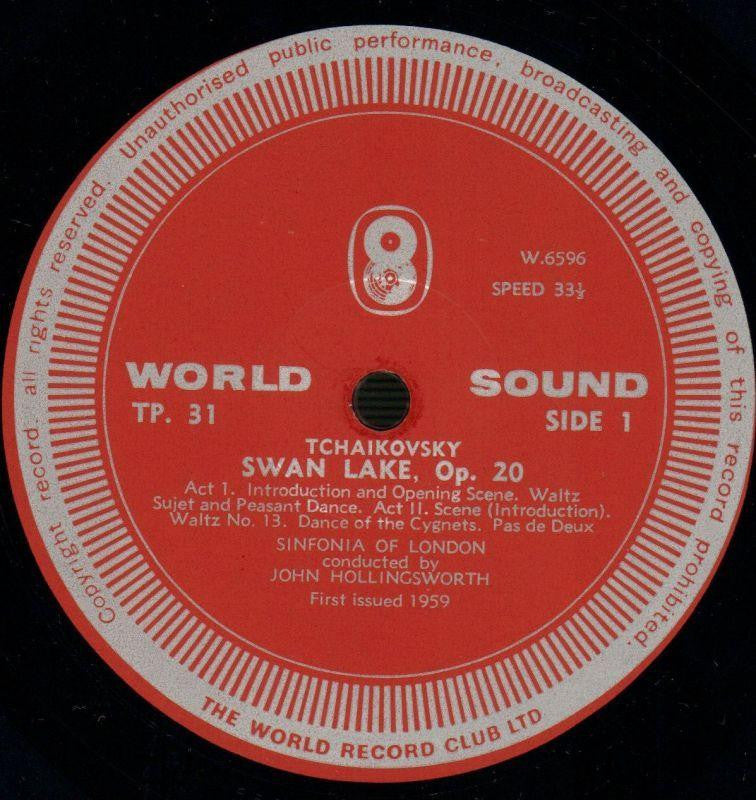 Copyright record. all rights reserved. Unauthorised public performance, broadcasting and copying of this record prohibited.
W.6596
SPEED 33⅓
WORLD SOUND
TP. 31 SIDE 1
TCHAIKOVSKY
SWAN LAKE, Op. 20
Act 1. Introduction and Opening Scene. Waltz
Sujet and Peasant Dance. Act II. Scene (Introduction).
Waltz No. 13. Dance of the Cygnets. Pas de Deux
SINFONIA OF LONDON
conducted by
JOHN HOLLINGSWORTH
First issued 1959
THE WORLD RECORD CLUB LTD